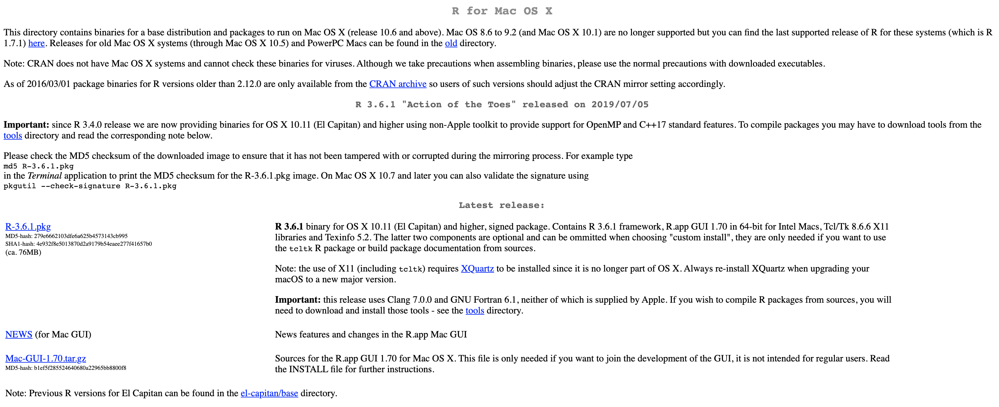 R for Mac OS X
This directory contains binaries for a base distribution and packages to run on Mac OS X (release 10.6 and above). Mac OS 8.6 to 9.2 (and Mac OS X 10.1) are no longer supported but you can find the last supported release of R for these systems (which is R
1.7.1) here. Releases for old Mac OS X systems (through Mac OS X 10.5) and PowerPC Macs can be found in the old directory.
Note: CRAN does not have Mac OS X systems and cannot check these binaries for viruses. Although we take precautions when assembling binaries, please use the normal precautions with downloaded executables.
As of 2016/03/01 package binaries for R versions older than 2.12.0 are only available from the CRAN archive so users of such versions should adjust the CRAN mirror setting accordingly.
R 3.6.1 "Action of the Toes" released on 2019/07/05
Important: since R 3.4.0 release we are now providing binaries for OS X 10.11 (El Capitan) and higher using non-Apple toolkit to provide support for OpenMP and C++17 standard features. To compile packages you may have to download tools from the
tools directory and read the corresponding note below.
Please check the MD5 checksum of the downloaded image to ensure that it has not been tampered with or corrupted during the mirroring process. For example type
md5 R-3.6.1.pkg
in the Terminal application to print the MD5 checksum for the R-3.6.1.pkg image. On Mac OS X 10.7 and later you can also validate the signature using
pkgutil --check-signature R-3.6.1.pkg
Latest release:
R-3.6.1.pkg
MD5-hash: 279e6662103dfe6a625b4573143cb995
SHA1-hash: 4e932f8e5013870d2a9179b54eaee277f41657b0
(ca. 76MB)
R 3.6.1 binary for OS X 10.11 (El Capitan) and higher, signed package. Contains R 3.6.1 framework, R.app GUI 1.70 in 64-bit for Intel Macs, Tcl/Tk 8.6.6 X11
libraries and Texinfo 5.2. The latter two components are optional and can be ommitted when choosing "custom install", they are only needed if you want to use
the tcltk R package or build package documentation from sources.
Note: the use of X11 (including tcltk) requires XQuartz to be installed since it is no longer part of OS X. Always re-install XQuartz when upgrading your
macOS to a new major version.
Important: this release uses Clang 7.0.0 and GNU Fortran 6.1, neither of which is supplied by Apple. If you wish to compile R packages from sources, you will
need to download and install those tools - see the tools directory.
NEWS (for Mac GUI)
News features and changes in the R.app Mac GUI
Mac-GUI-1.70.tar.gz
MD5-hash: b1ef5f285524640680a22965bb8800f8
Sources for the R.app GUI 1.70 for Mac OS X. This file is only needed if you want to join the development of the GUI, it is not intended for regular users. Read
the INSTALL file for further instructions.
Note: Previous R versions for El Capitan can be found in the el-capitan/base directory.